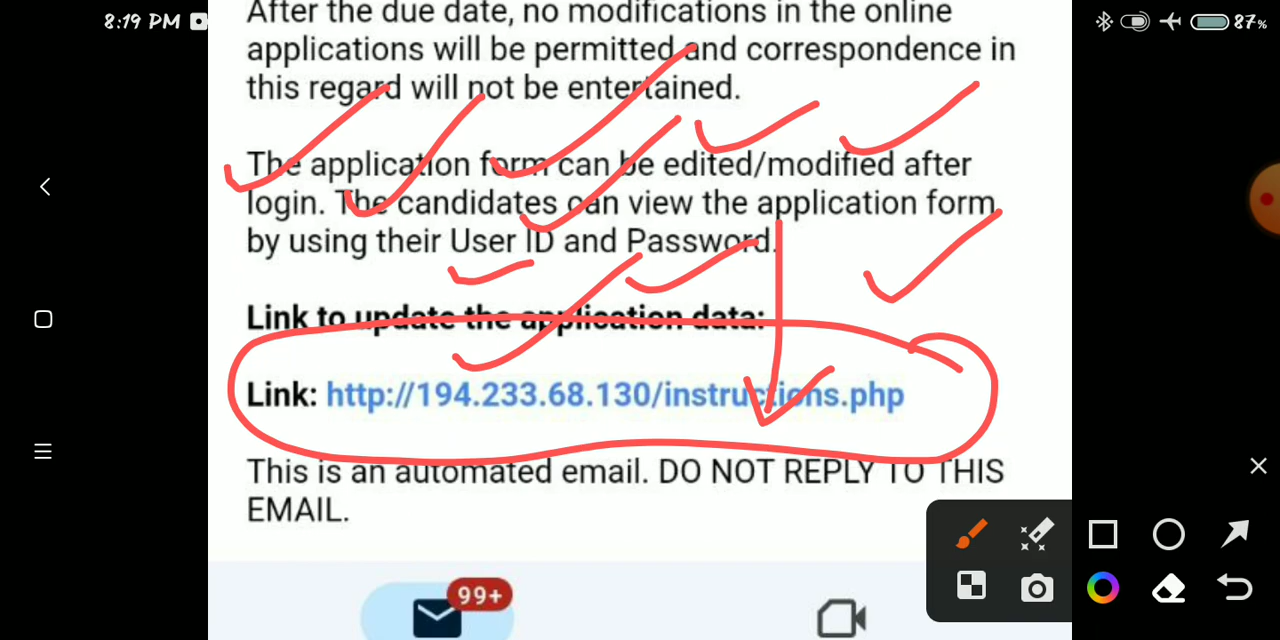 8:19 PM
87%
After the due date, no modifications in the online
applications will be permitted and correspondence in
this regard will not be entertained.
The application form can be edited/modified after
login. The candidates can view the application form
by using their User ID and Password.
Link to update the application data:
Link: http://194.233.68.130/instructions.php
This is an automated email. DO NOT REPLY TO THIS
EMAIL.
99+